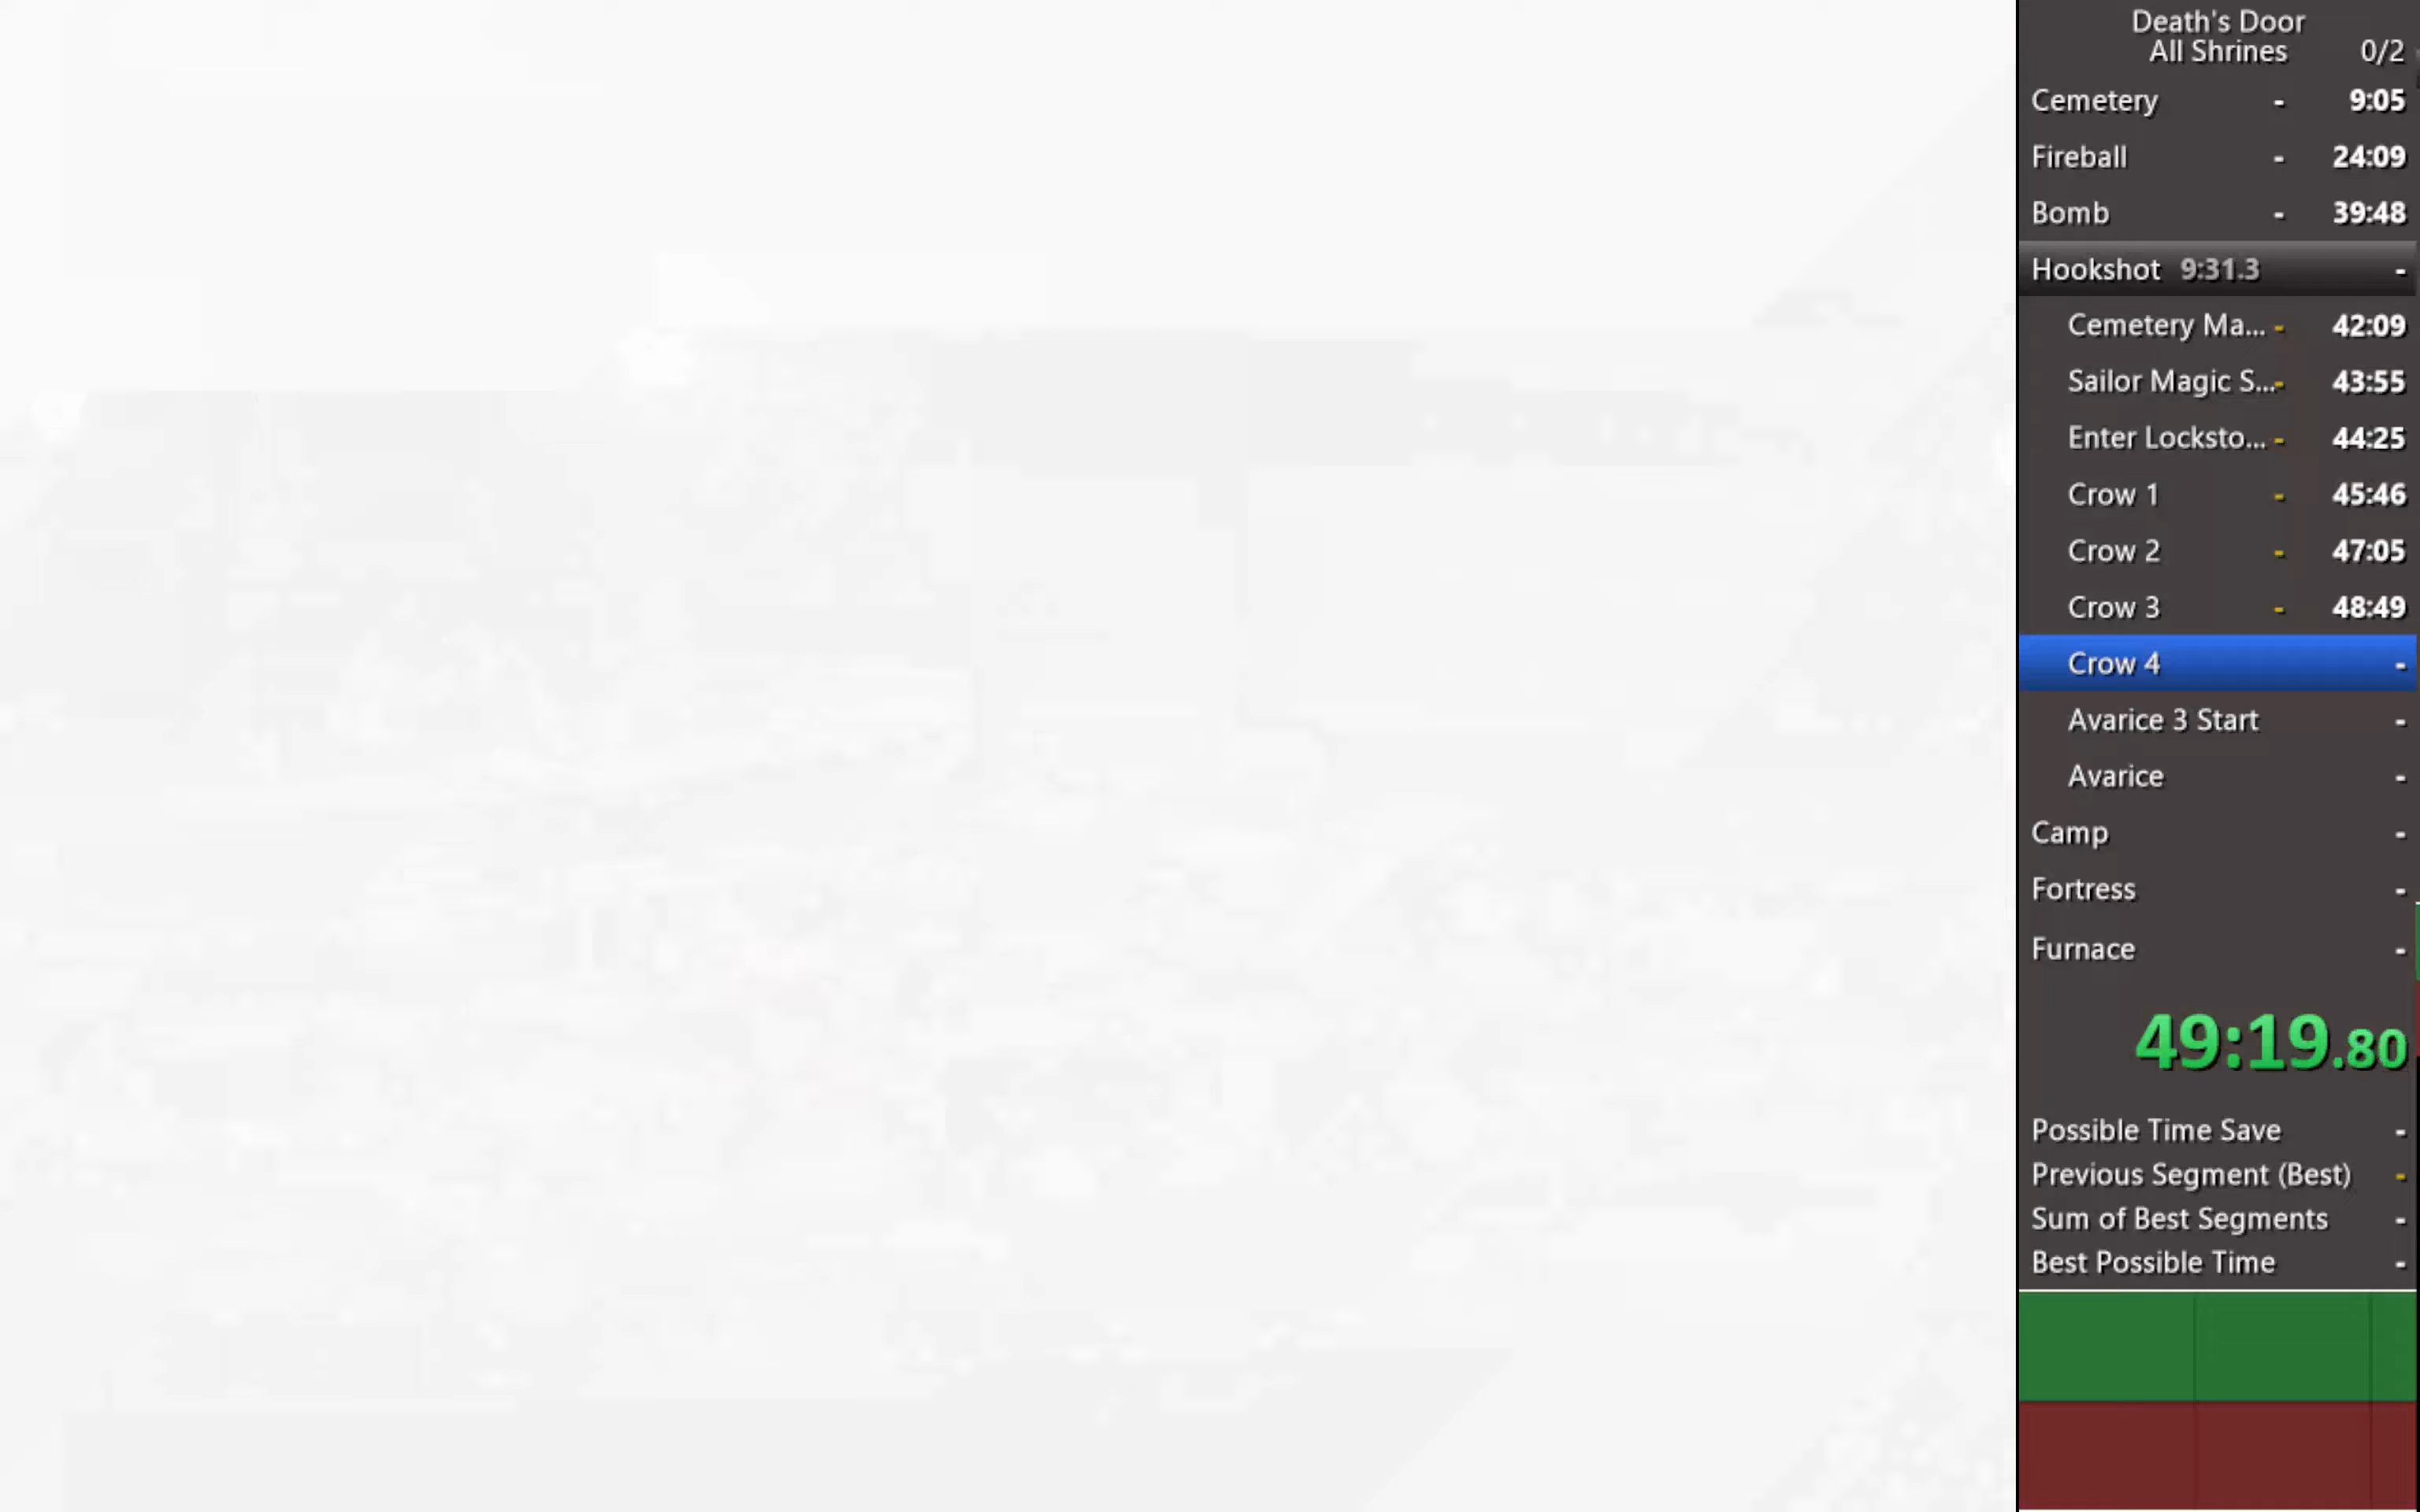 Death's Door
All Shrines 0/2
Cemetery - 9:05
Fireball - 24:09
Bomb - 39:48
Hookshot 9:31.3 -
Cemetery Ma... - 42:09
Sailor Magic S... - 43:55
Enter Locksto... - 44:25
Crow 1 - 45:46
Crow 2 - 47:05
Crow 3 - 48:49
Crow 4 -
Avarice 3 Start -
Avarice -
Camp -
Fortress -
Furnace -
49:19.80
Possible Time Save -
Previous Segment (Best) -
Sum of Best Segments -
Best Possible Time -